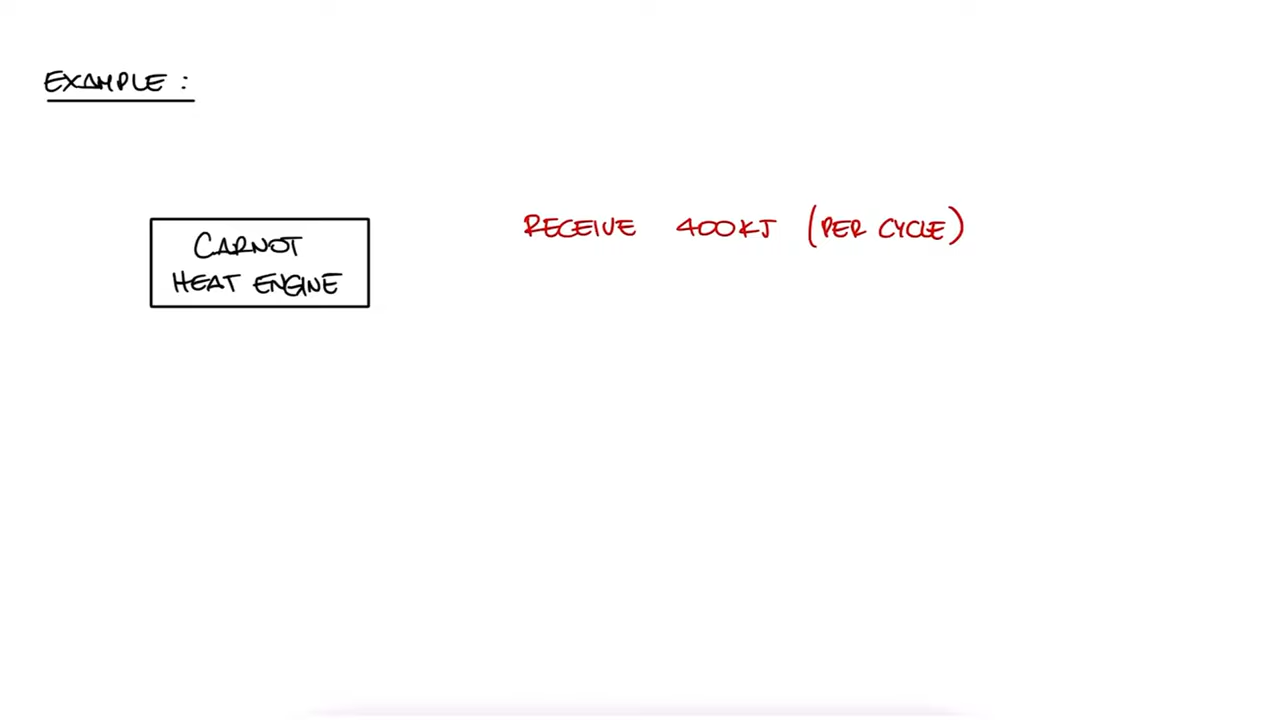 EXAMPLE :
CARNOT
HEAT ENGINE
RECEIVE 400KJ (PER CYCLE)